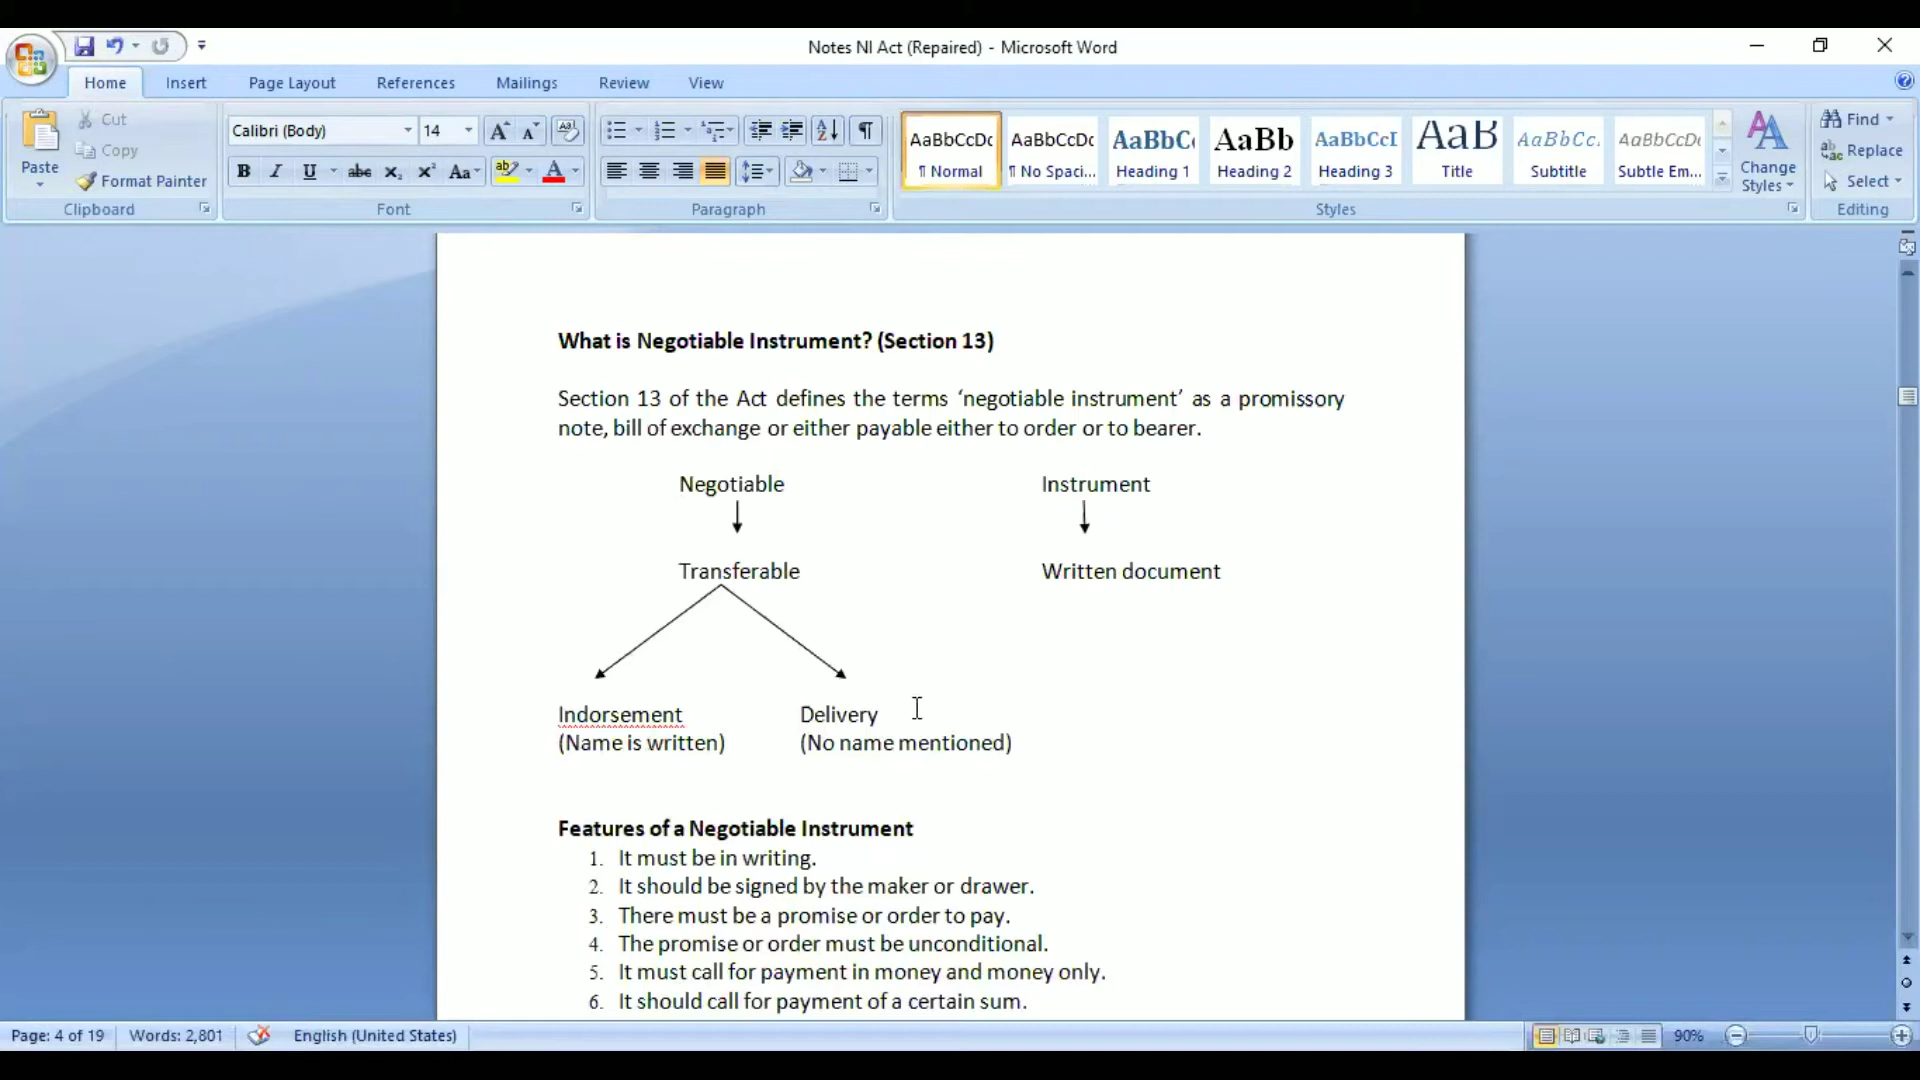 Notes NI Act (Repaired) - Microsoft Word
Home Insert Page Layout References Mailings Review View
Paste
Cut
Copy
Format Painter
Clipboard
Calibri (Body) 14
Font
Paragraph
AaBbCcDc AaBbCcDc AaBbC AaBb AaBbCcI AaB AaBbCc. AaBbCcDc
¶ Normal ¶ No Spaci... Heading 1 Heading 2 Heading 3 Title Subtitle Subtle Em...
Styles
Change
Styles
Find
Replace
Select
Editing
What is Negotiable Instrument? (Section 13)
Section 13 of the Act defines the terms ‘negotiable instrument’ as a promissory
note, bill of exchange or either payable either to order or to bearer.
Negotiable Instrument
Transferable Written document
Indorsement Delivery
(Name is written) (No name mentioned)
Features of a Negotiable Instrument
1. It must be in writing.
2. It should be signed by the maker or drawer.
3. There must be a promise or order to pay.
4. The promise or order must be unconditional.
5. It must call for payment in money and money only.
6. It should call for payment of a certain sum.
Page: 4 of 19 Words: 2,801 English (United States) 90%